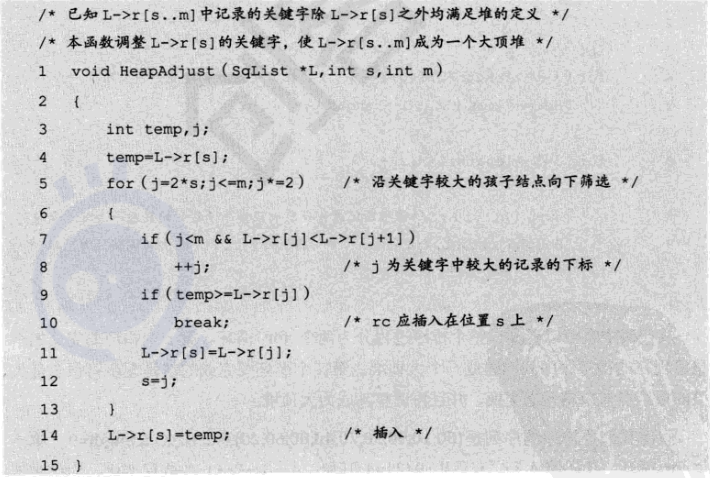 /* 已知 L->r[s..m]中记录的关键字除 L->r[s]之外均满足堆的定义 */
/* 本函数调整 L->r[s]的关键字，使 L->r[s..m]成为一个大顶堆 */
1 void HeapAdjust(SqList *L,int s,int m)
2 {
3 int temp,j;
4 temp=L->r[s];
5 for(j=2*s;j<=m;j*=2) /* 沿关键字较大的孩子结点向下筛选 */
6 {
7 if(j<m && L->r[j]<L->r[j+1])
8 ++j; /* j 为关键字中较大的记录的下标 */
9 if(temp>=L->r[j])
10 break; /* rc 应插入在位置 s 上 */
11 L->r[s]=L->r[j];
12 s=j;
13 }
14 L->r[s]=temp; /* 插入 */
15 }